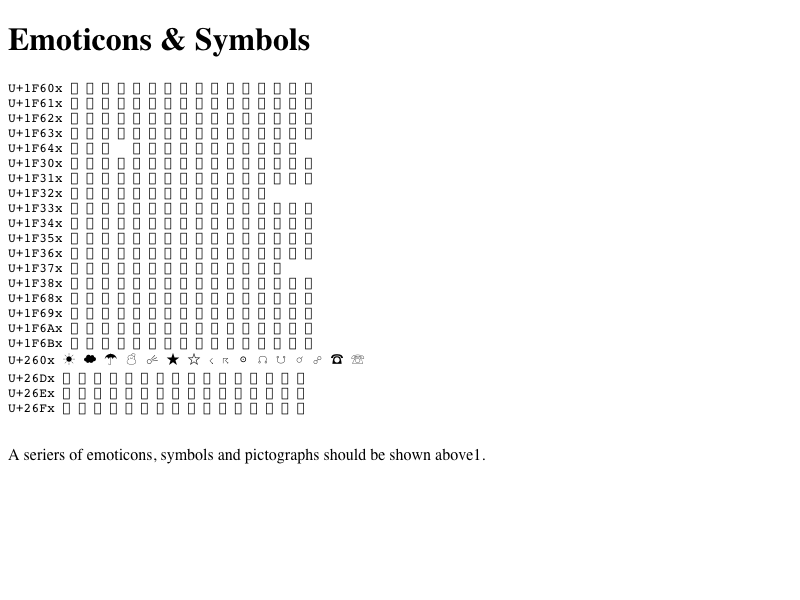 Emoticons & Symbols
U+1F60x
U+1F61x
U+1F62x
U+1F63x
U+1F64x
U+1F30x
U+1F31x
U+1F32x
U+1F33x
U+1F34x
U+1F35x
U+1F36x
U+1F37x
U+1F38x
U+1F68x
U+1F69x
U+1F6Ax
U+1F6Bx
U+260x ☀ ☁ ☂ ☃ ☄ ★ ☆ ☇ ☈ ☉ ☊ ☋ ☌ ☍ ☎ ☏
U+26Dx
U+26Ex
U+26Fx
A seriers of emoticons, symbols and pictographs should be shown above1.